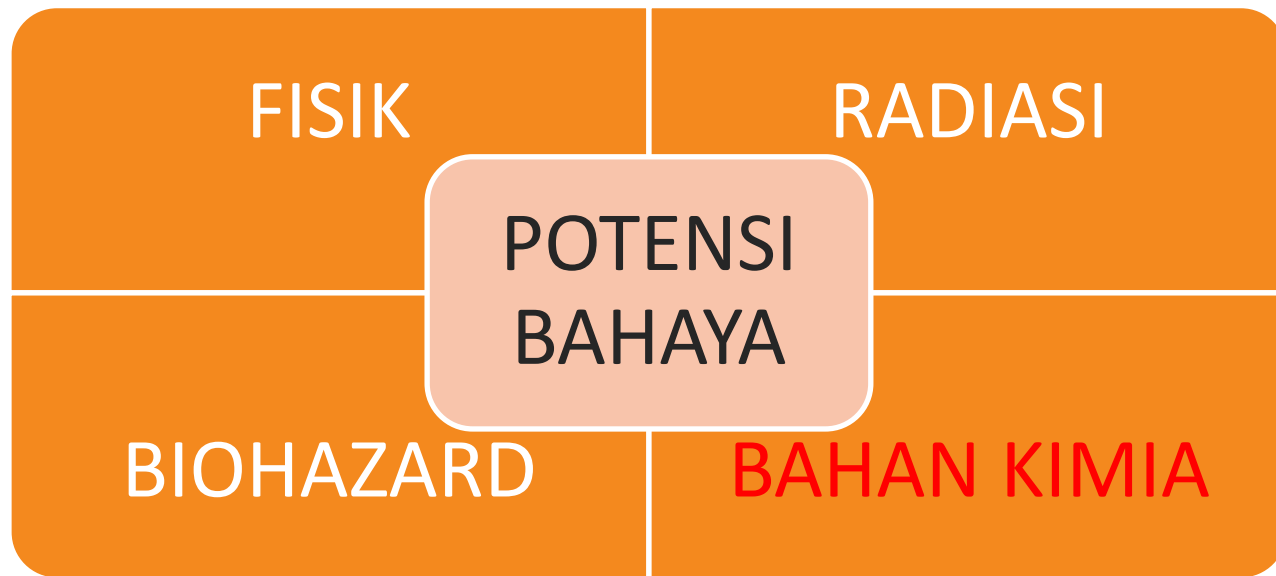 FISIK
RADIASI
POTENSI
BAHAYA
BIOHAZARD
BAHAN KIMIA